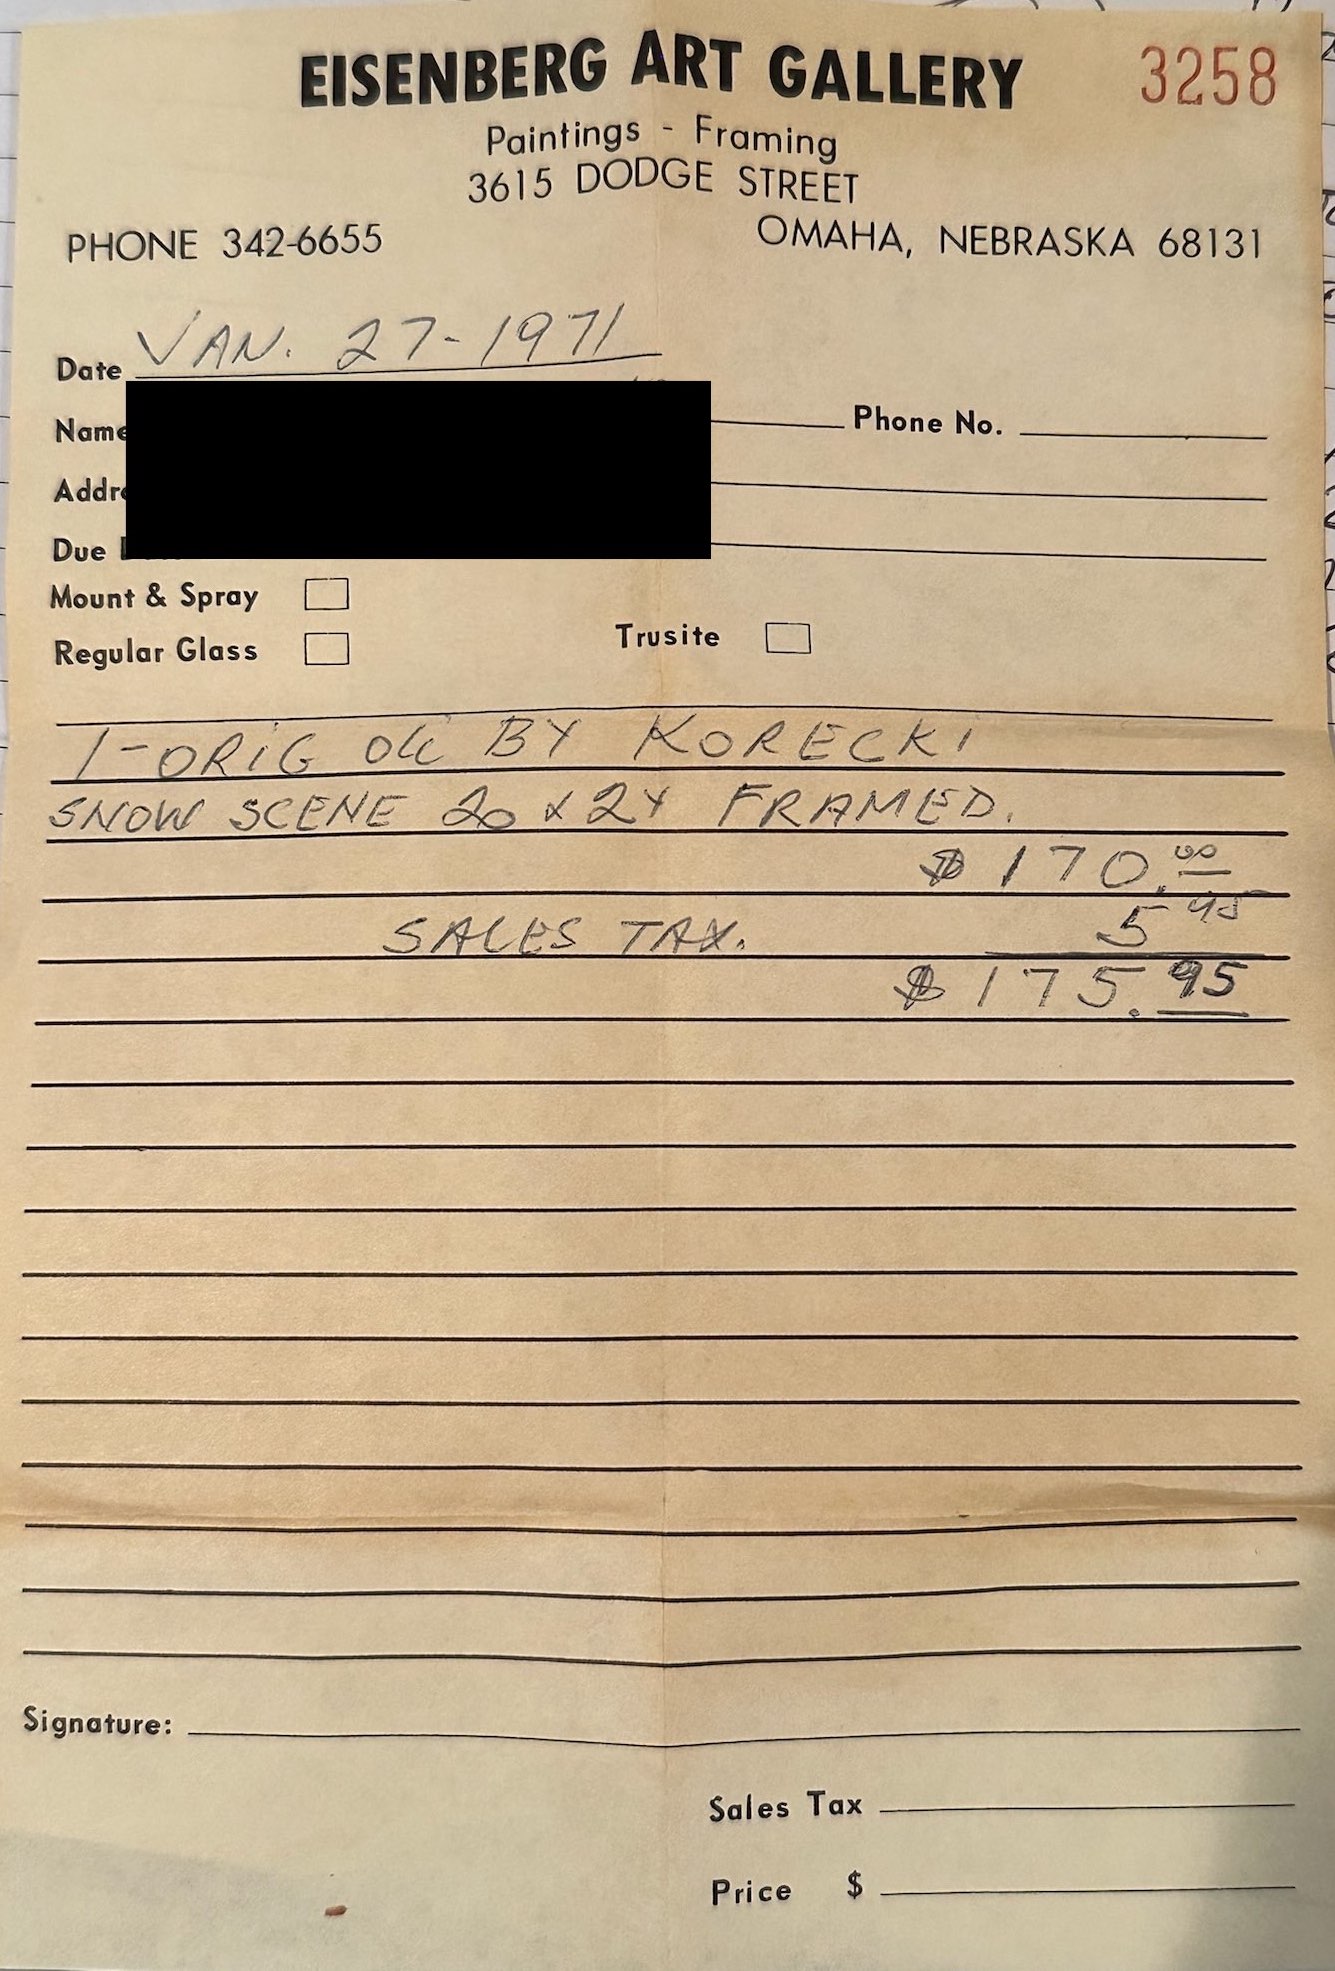 EISENBERG ART GALLERY 3258
Paintings - Framing
3615 DODGE STREET
PHONE 342-6655 OMAHA, NEBRASKA 68131
Date JAN. 27-1971
Name Phone No.
Due
Mount & Spray
Regular Glass Trusite
1-ORIG OIL BY KORECKI
SNOW SCENE 20 x 24 FRAMED.
$170.00
SALES TAX. 5 95
$175.95
Signature:
Sales Tax
Price $